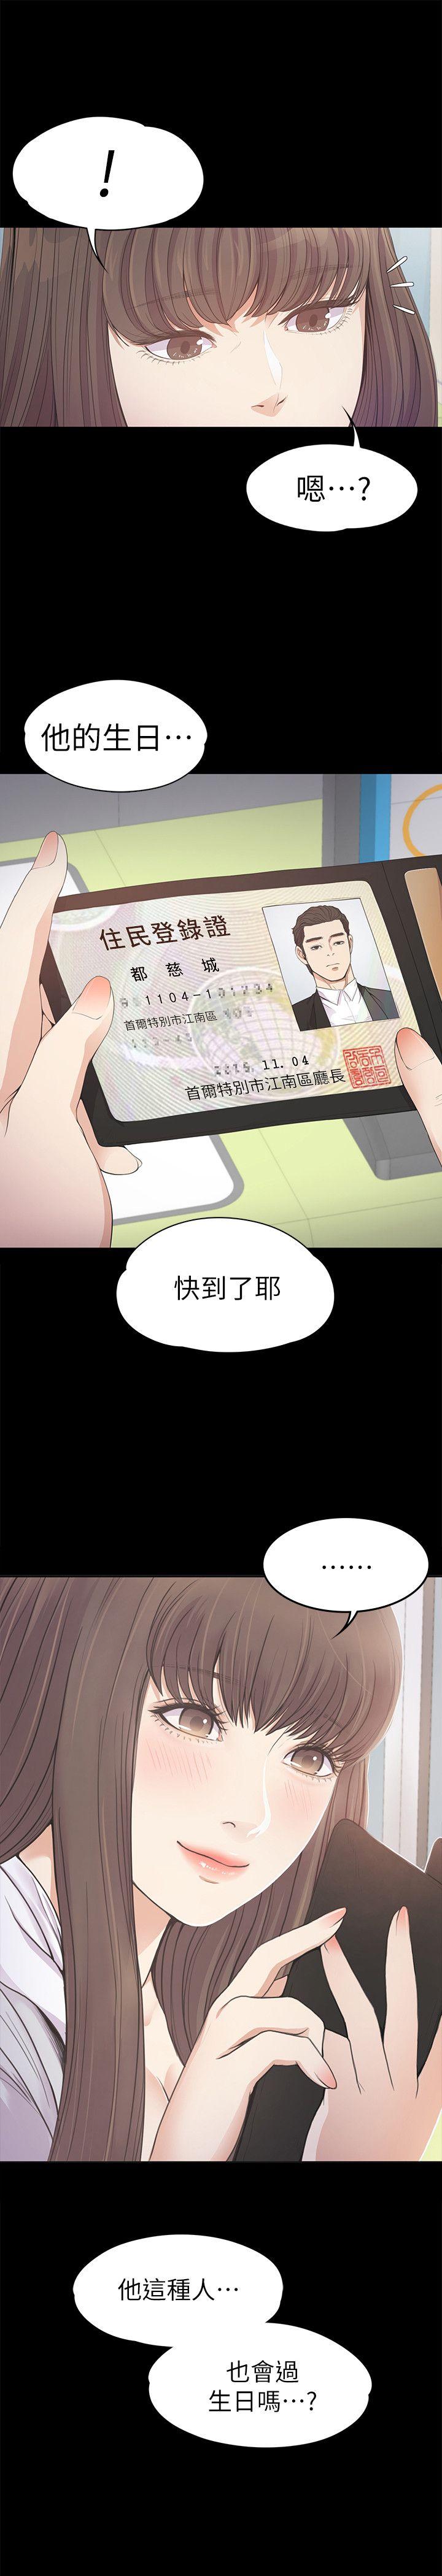 ！
嗯…?
他的生日…
住民登錄證
都慈城
1104-1
首爾特別市江南區
11.04
首爾特別市江南區廳長
快到了耶
……
他這種人…
也會過
生日嗎…?